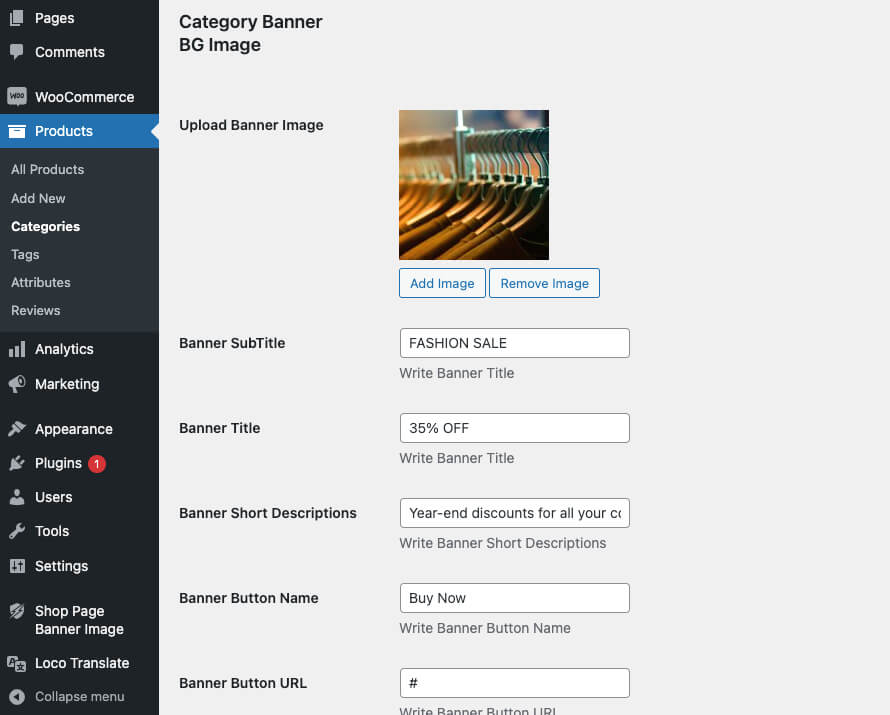 Pages
Comments
WOO
WooCommerce
Products
All Products
Add New
Categories
Tags
Attributes
Reviews
Analytics
Marketing
Appearance
Plugins 1
Users
Tools
Settings
Shop Page
Banner Image
Loco Translate
Collapse menu
Category Banner
BG Image
Upload Banner Image
Add Image
Remove Image
Banner SubTitle
FASHION SALE
Write Banner Title
Banner Title
35% OFF
Write Banner Title
Banner Short Descriptions
Year-end discounts for all your
Write Banner Short Descriptions
Banner Button Name
Buy Now
Write Banner Button Name
Banner Button URL
#
Write Banner Button URL